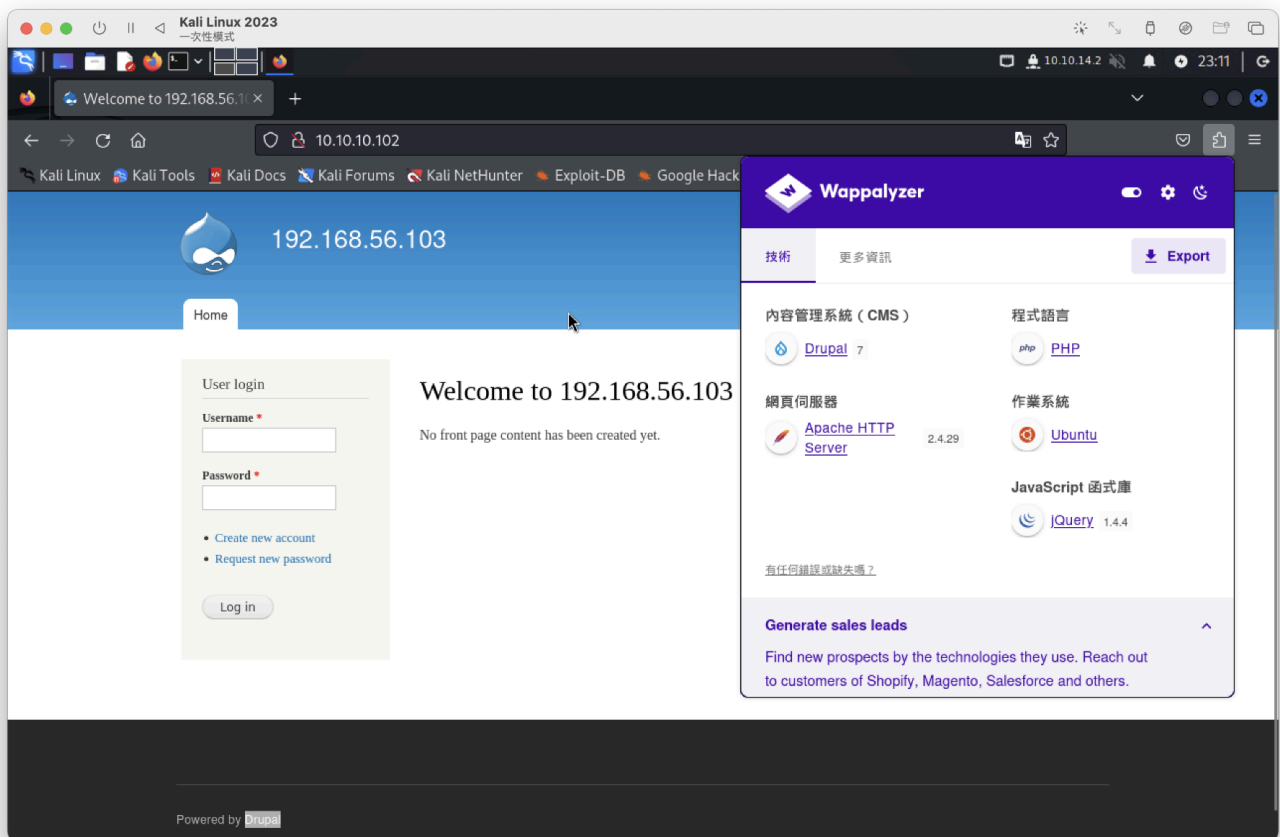 Kali Linux 2023
一次性模式
10.10.14.2
23:11
Welcome to 192.168.56.10
10.10.10.102
Kali Linux
Kali Tools
Kali Docs
Kali Forums
Kali NetHunter
Exploit-DB
Google Hack
192.168.56.103
Home
User login
Username *
Password *
Create new account
Request new password
Log in
Welcome to 192.168.56.103
No front page content has been created yet.
Wappalyzer
技術
更多資訊
Export
內容管理系統 ( CMS )
Drupal 7
程式語言
php PHP
網頁伺服器
Apache HTTP
Server
2.4.29
作業系統
Ubuntu
JavaScript 函式庫
jQuery 1.4.4
有任何錯誤或缺失嗎？
Generate sales leads
Find new prospects by the technologies they use. Reach out
to customers of Shopify, Magento, Salesforce and others.
Powered by Drupal